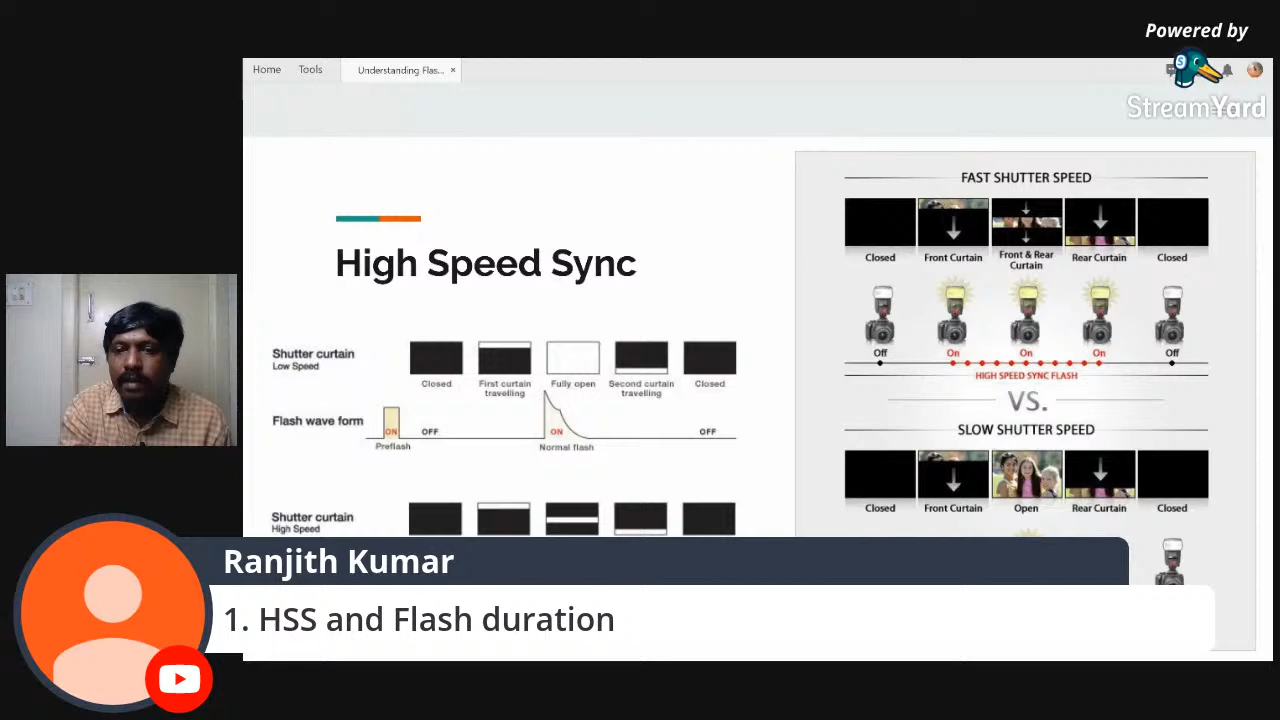 Powered by
StreamYard
Home Tools Understanding Flas... ×
High Speed Sync
Shutter curtain
Low Speed
Closed
First curtain
travelling
Fully open
Second curtain
travelling
Closed
Flash wave form
ON
OFF
ON
OFF
Preflash
Normal flash
Shutter curtain
High Speed
FAST SHUTTER SPEED
Closed
Front Curtain
Front & Rear
Curtain
Rear Curtain
Closed
Off
On
On
On
Off
HIGH SPEED SYNC FLASH
VS.
SLOW SHUTTER SPEED
Closed
Front Curtain
Open
Rear Curtain
Closed
Ranjith Kumar
1. HSS and Flash duration